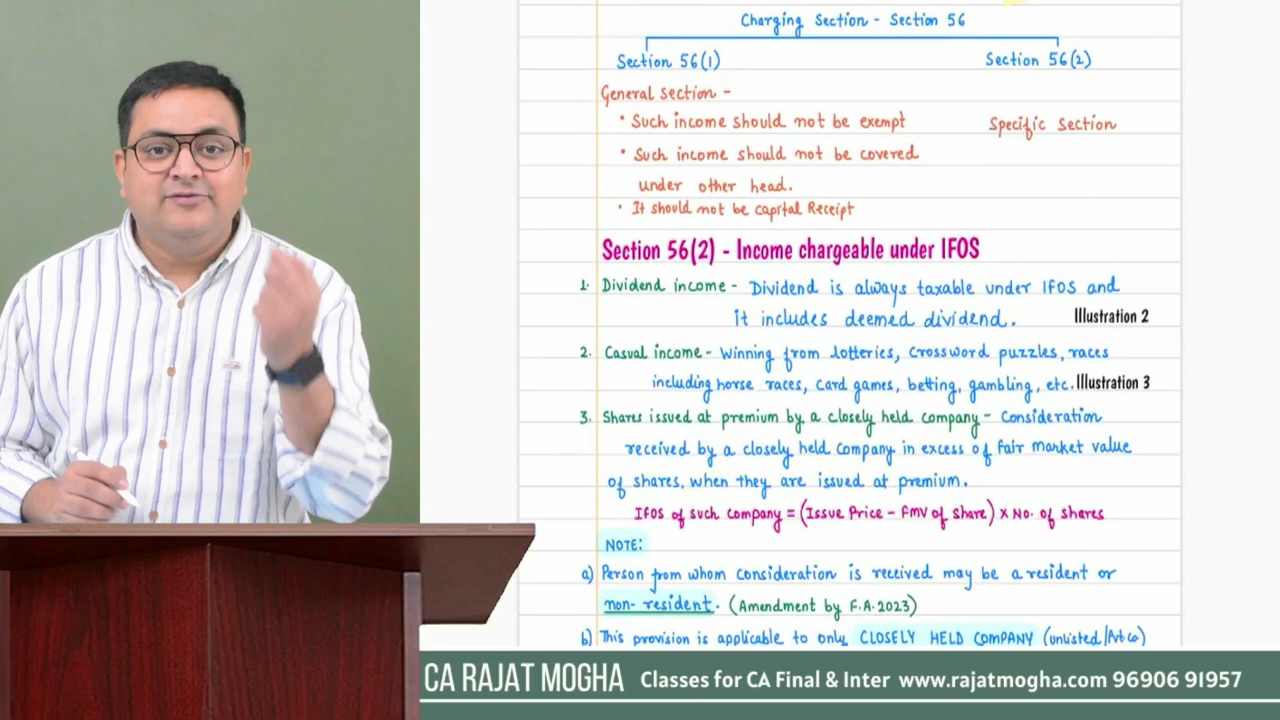 Charging Section - Section 56
Section 56(1)
Section 56(2)
General section -
• Such income should not be exempt
Specific Section
• Such income should not be covered
under other head.
• It should not be capital Receipt
Section 56(2) - Income chargeable under IFOS
1. Dividend income - Dividend is always taxable under IFOS and
it includes deemed dividend. Illustration 2
2. Casual income - Winning from lotteries, crossword puzzles, races
including horse races, card games, betting, gambling, etc. Illustration 3
3. Shares issued at premium by a closely held company - Consideration
received by a closely held company in excess of fair market value
of shares, when they are issued at premium.
IFOS of such company = (Issue Price - FMV of share) × No. of shares
NOTE:
a) Person from whom consideration is received may be a resident or
non-resident. (Amendment by F.A. 2023)
b) This provision is applicable to only CLOSELY HELD COMPANY (unlisted/Pvt Co)
CA RAJAT MOGHA Classes for CA Final & Inter www.rajatmogha.com 96906 91957